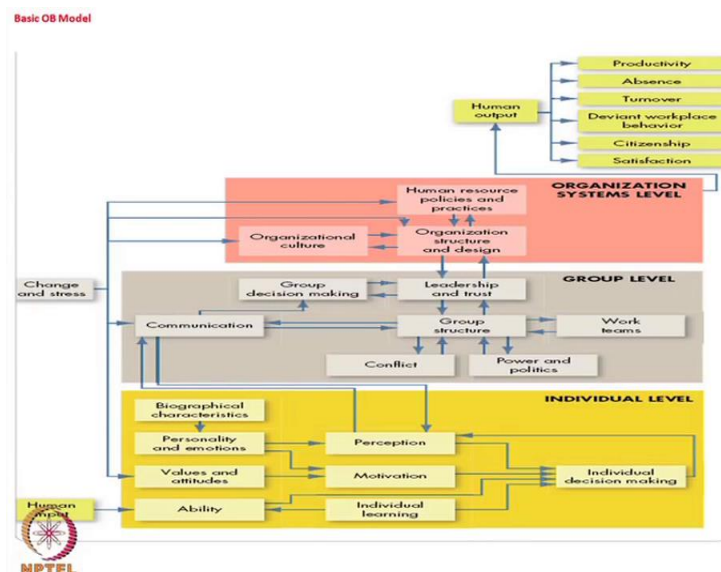 Basic OB Model
Productivity
Absence
Turnover
Deviant workplace
behavior
Citizenship
Satisfaction
Human
output
ORGANIZATION
SYSTEMS LEVEL
Human resource
policies and
practices
Organizational
culture
Organization
structure
and design
Change
and stress
GROUP LEVEL
Group
decision making
Leadership
and trust
Communication
Group
structure
Work
teams
Conflict
Power and
politics
INDIVIDUAL LEVEL
Biographical
characteristics
Personality
and emotions
Perception
Values and
attitudes
Motivation
Individual
decision making
Human
input
Ability
Individual
learning
NPTEL